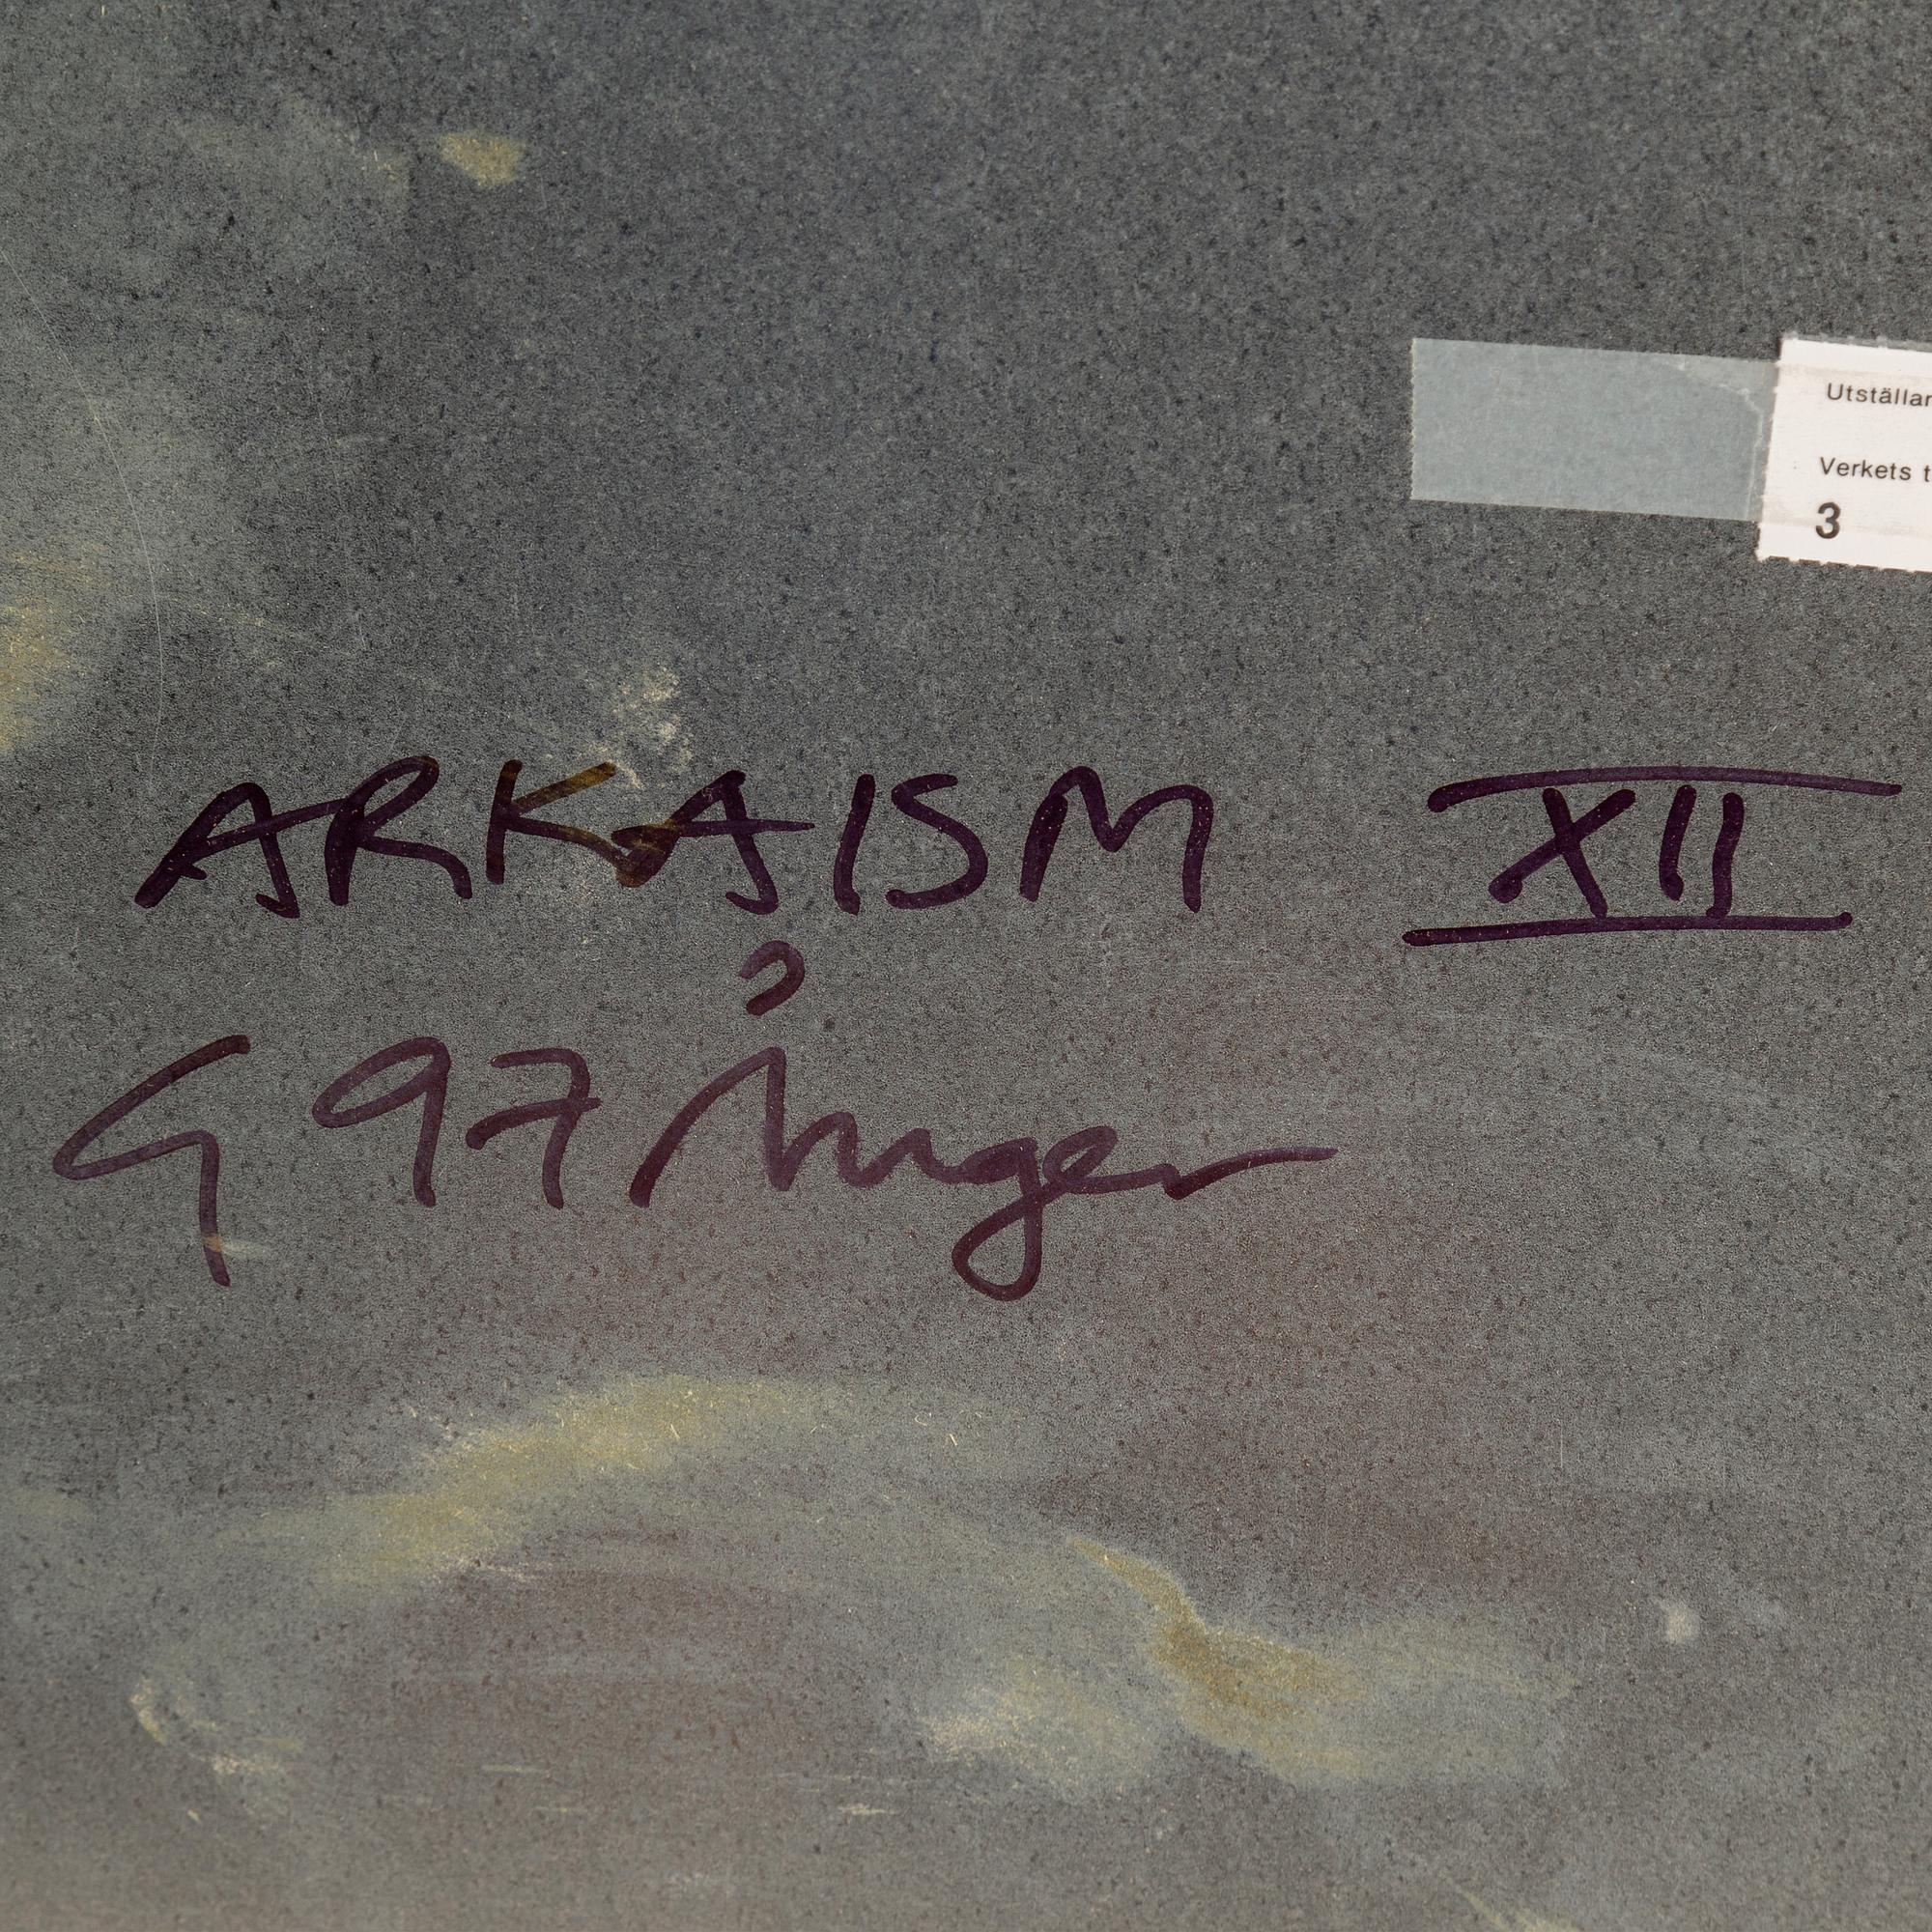 Utställar
Verkets t
3
ARKAISM XII
G 97 Ånger